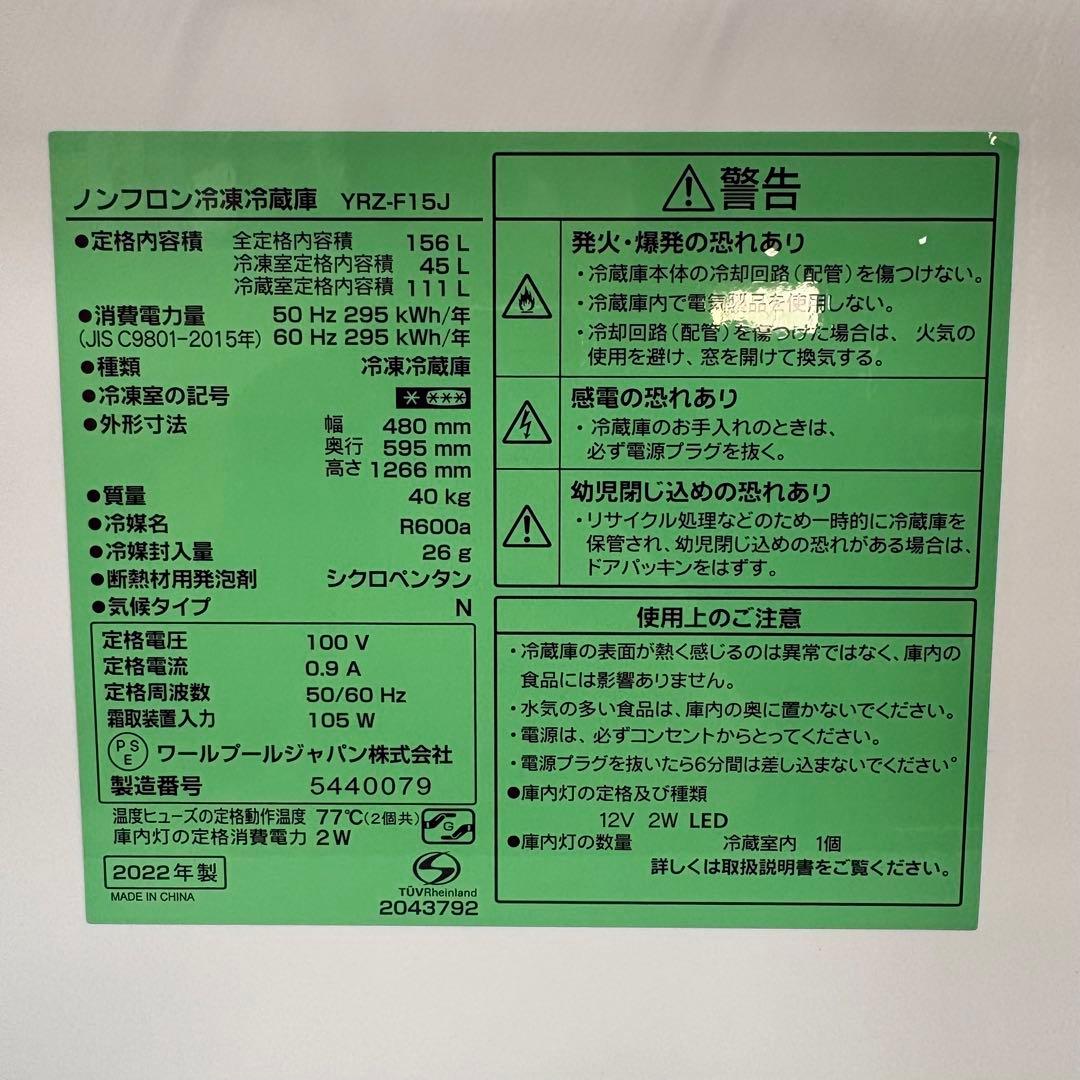 ノンフロン冷凍冷蔵庫 YRZ-F15J
●定格内容積 全定格内容積 156 L
冷凍室定格内容積 45 L
冷蔵室定格内容積 111 L
●消費電力量 50 Hz 295 kWh/年
(JIS C9801-2015年) 60 Hz 295 kWh/年
●種類 冷凍冷蔵庫
●冷凍室の記号
●外形寸法 幅 480 mm
奥行 595 mm
高さ 1266 mm
●質量 40 kg
●冷媒名 R600a
●冷媒封入量 26 g
●断熱材用発泡剤 シクロペンタン
●気候タイプ N
定格電圧 100 V
定格電流 0.9 A
定格周波数 50/60 Hz
霜取装置入力 105 W
PSE ワールプールジャパン株式会社
製造番号 5440079
温度ヒューズの定格動作温度 77℃(2個共)
庫内灯の定格消費電力 2W
G
2022年製
MADE IN CHINA
TÜVRheinland
2043792
警告
発火・爆発の恐れあり
・冷蔵庫本体の冷却回路(配管)を傷つけない。
・冷蔵庫内で電気製品を使用しない。
・冷却回路(配管)を傷つけた場合は、火気の
使用を避け、窓を開けて換気する。
感電の恐れあり
・冷蔵庫のお手入れのときは、
必ず電源プラグを抜く。
幼児閉じ込めの恐れあり
・リサイクル処理などのため一時的に冷蔵庫を
保管され、幼児閉じ込めの恐れがある場合は、
ドアパッキンをはずす。
使用上のご注意
・冷蔵庫の表面が熱く感じるのは異常ではなく、庫内の
食品には影響ありません。
・水気の多い食品は、庫内の奥に置かないでください。
・電源は、必ずコンセントからとってください。
・電源プラグを抜いたら6分間は差し込まないでください。
●庫内灯の定格及び種類
12V 2W LED
●庫内灯の数量 冷蔵室内 1個
詳しくは取扱説明書をご覧ください。